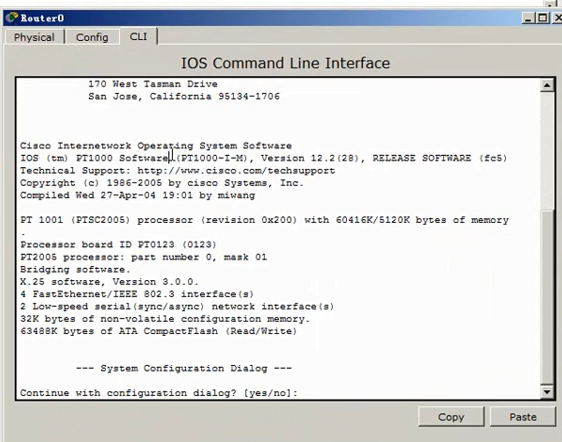 Router0
Physical Config CLI
IOS Command Line Interface
170 West Tasman Drive
San Jose, California 95134-1706
Cisco Internetwork Operating System Software
IOS (tm) PT1000 Software (PT1000-I-M), Version 12.2(28), RELEASE SOFTWARE (fc5)
Technical Support: http://www.cisco.com/techsupport
Copyright (c) 1986-2005 by cisco Systems, Inc.
Compiled Wed 27-Apr-04 19:01 by miwang
PT 1001 (PTSC2005) processor (revision 0x200) with 60416K/5120K bytes of memory
.
Processor board ID PT0123 (0123)
PT2005 processor: part number 0, mask 01
Bridging software.
X.25 software, Version 3.0.0.
4 FastEthernet/IEEE 802.3 interface(s)
2 Low-speed serial(sync/async) network interface(s)
32K bytes of non-volatile configuration memory.
63488K bytes of ATA CompactFlash (Read/Write)
--- System Configuration Dialog ---
Continue with configuration dialog? [yes/no]:
Copy Paste